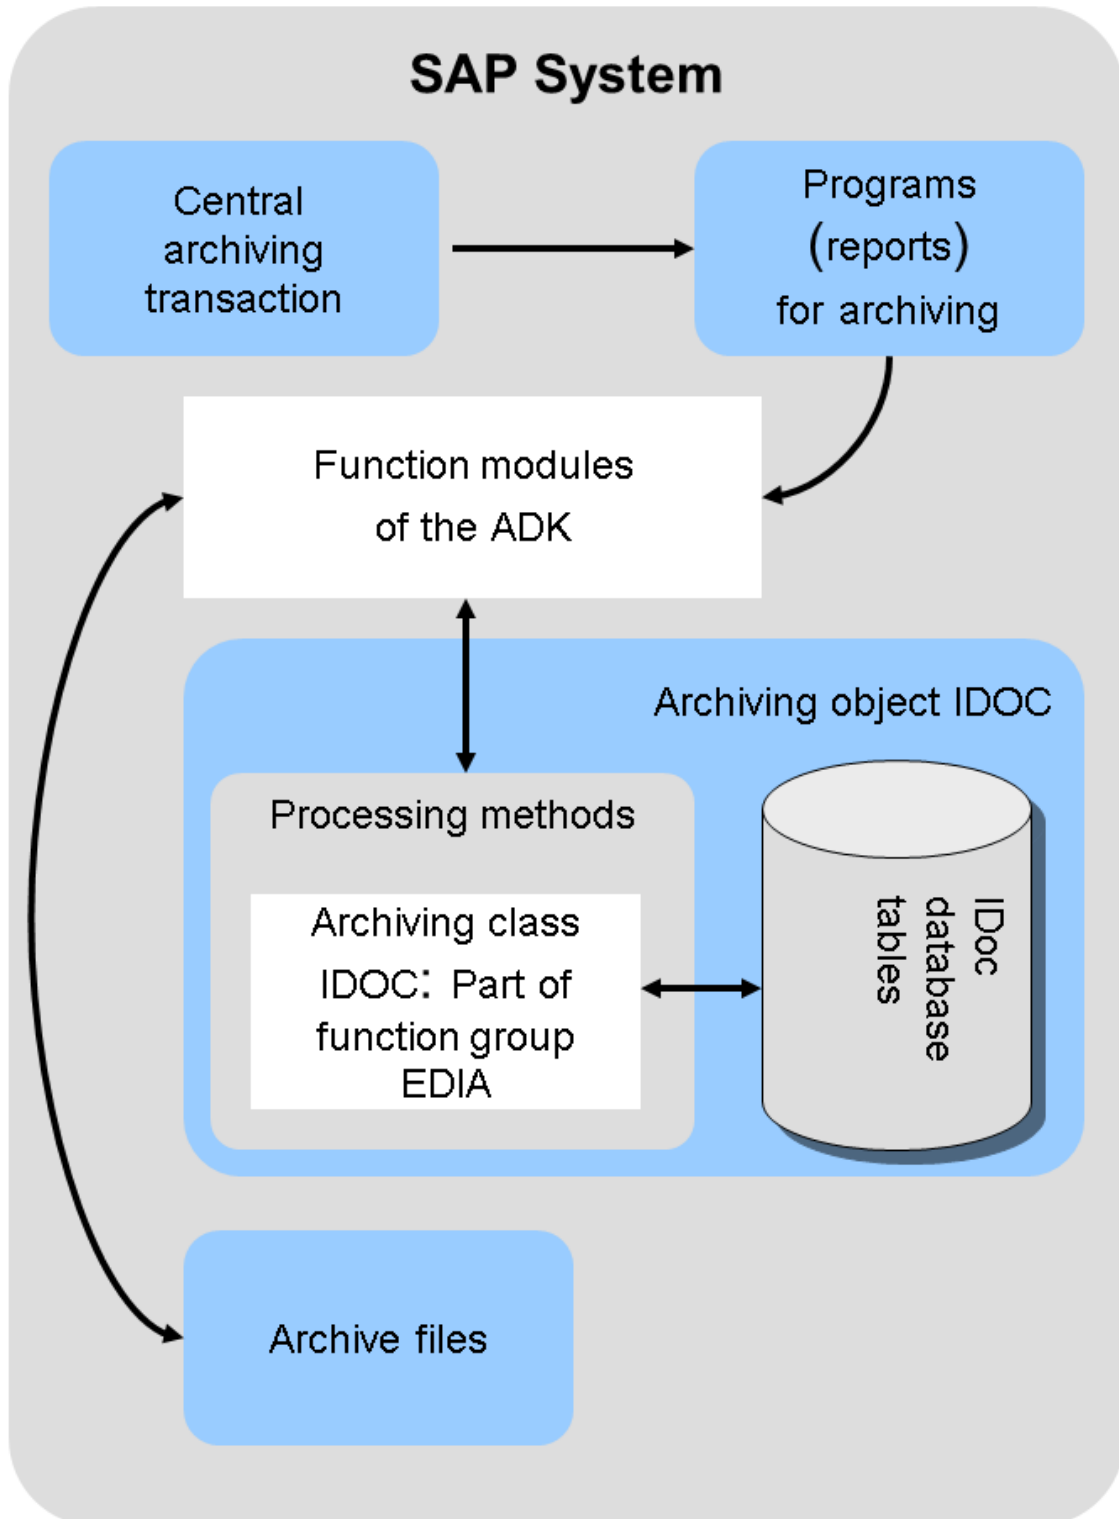 SAP System
Central
archiving
transaction
Programs
(reports)
for archiving
Function modules
of the ADK
Archiving object IDOC
Processing methods
Archiving class
IDOC: Part of
function group
EDIA
IDoc
database
tables
Archive files